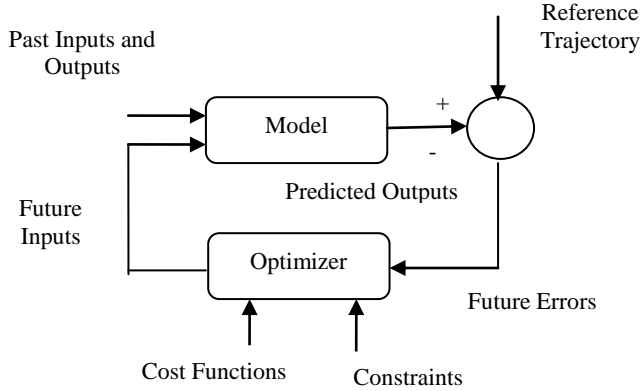 Reference
Trajectory
Past Inputs and
Outputs
+
Model
-
Predicted Outputs
Future
Inputs
Optimizer
Future Errors
Cost Functions
Constraints